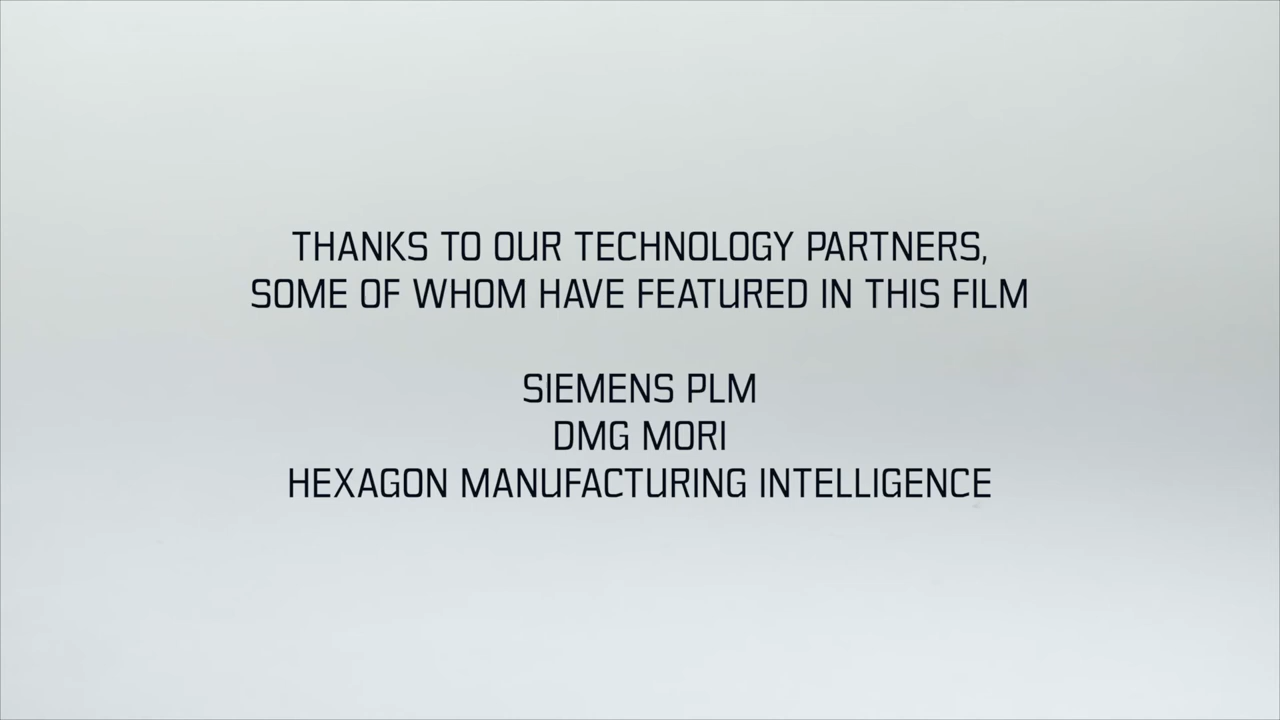 THANKS TO OUR TECHNOLOGY PARTNERS,
SOME OF WHOM HAVE FEATURED IN THIS FILM
SIEMENS PLM
DMG MORI
HEXAGON MANUFACTURING INTELLIGENCE